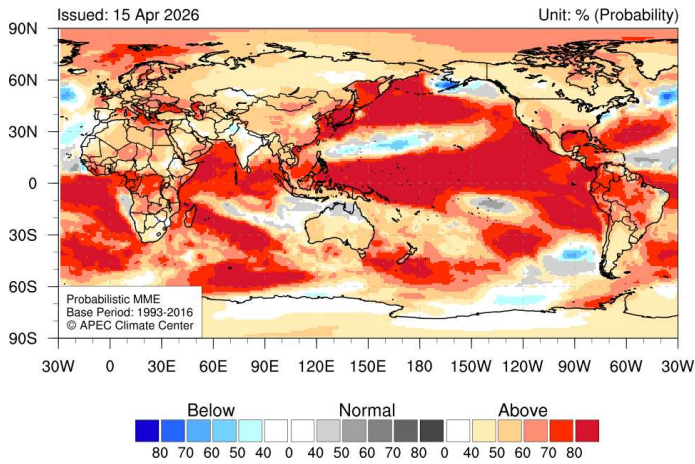 Issued: 15 Apr 2026 Unit: % (Probability)
90N
60N
30N
0
30S
60S
90S
Probabilistic MME
Base Period: 1993-2016
© APEC Climate Center
30W 0 30E 60E 90E 120E 150E 180 150W 120W 90W 60W 30W
Below Normal Above
80 70 60 50 40 0 40 50 60 70 80 0 40 50 60 70 80